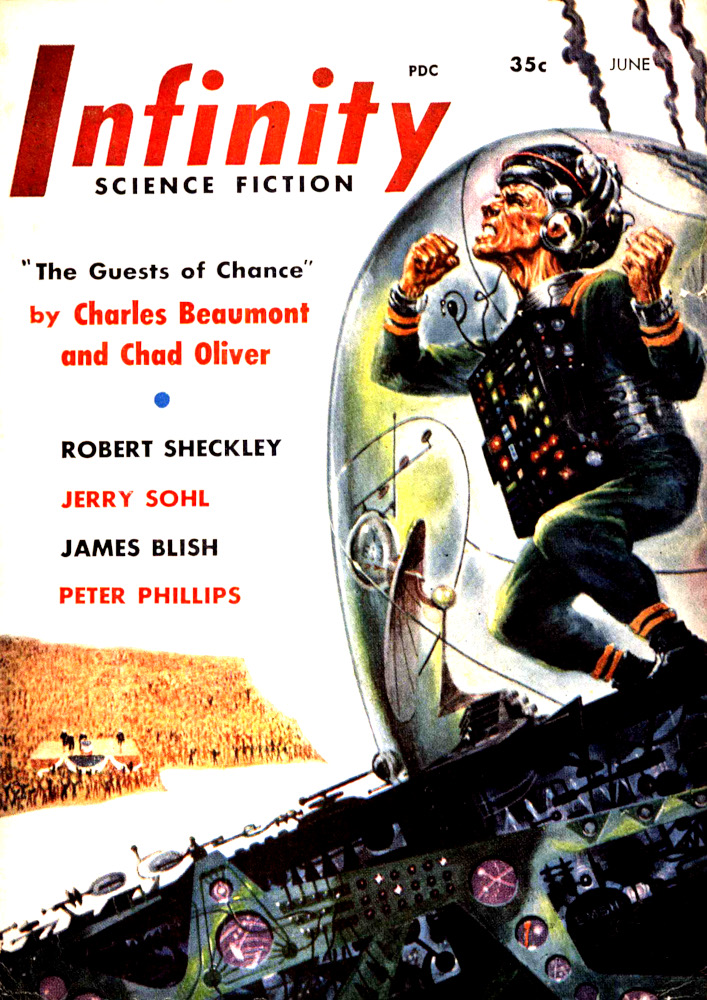 PDC 35c JUNE
Infinity
SCIENCE FICTION
"The Guests of Chance"
by Charles Beaumont
and Chad Oliver
ROBERT SHECKLEY
JERRY SOHL
JAMES BLISH
PETER PHILLIPS